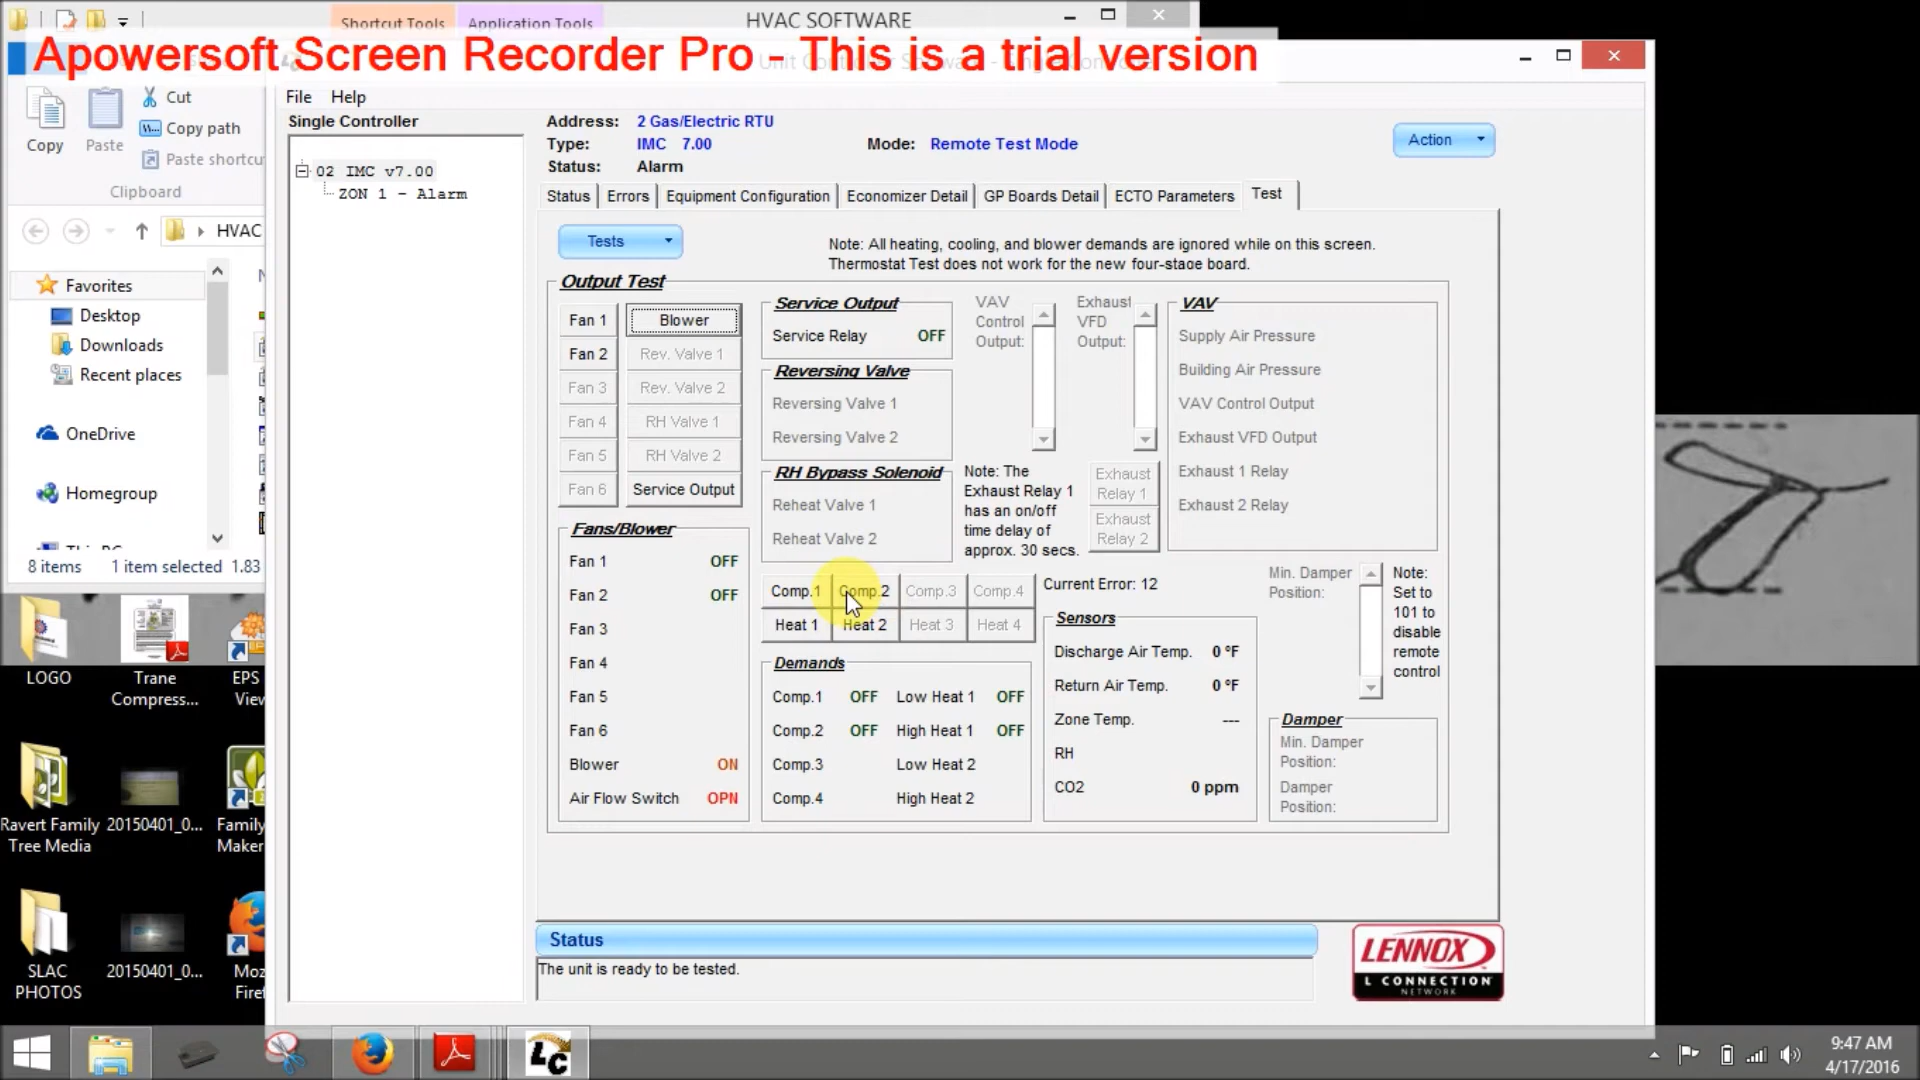 Shortcut Tools
Application Tools
HVAC SOFTWARE
Apowersoft Screen Recorder Pro - This is a trial version
Cut
Copy path
Paste shortcu
Copy
Paste
Clipboard
HVAC
Favorites
Desktop
Downloads
Recent places
OneDrive
Homegroup
8 items 1 item selected 1.83
File Help
Single Controller
02 IMC v7.00
ZON 1 - Alarm
Address: 2 Gas/Electric RTU
Type: IMC 7.00
Mode: Remote Test Mode
Status: Alarm
Action
Status Errors Equipment Configuration Economizer Detail GP Boards Detail ECTO Parameters Test
Tests
Note: All heating, cooling, and blower demands are ignored while on this screen.
Thermostat Test does not work for the new four-stage board.
Output Test
Fan 1 Blower
Fan 2 Rev. Valve 1
Fan 3 Rev. Valve 2
Fan 4 RH Valve 1
Fan 5 RH Valve 2
Fan 6 Service Output
Fans/Blower
Fan 1 OFF
Fan 2 OFF
Fan 3
Fan 4
Fan 5
Fan 6
Blower ON
Air Flow Switch OPN
Service Output
Service Relay OFF
Reversing Valve
Reversing Valve 1
Reversing Valve 2
RH Bypass Solenoid
Reheat Valve 1
Reheat Valve 2
VAV
Control
Output:
Exhaust
VFD
Output:
Note: The
Exhaust Relay 1
has an on/off
time delay of
approx. 30 secs.
Exhaust
Relay 1
Exhaust
Relay 2
VAV
Supply Air Pressure
Building Air Pressure
VAV Control Output
Exhaust VFD Output
Exhaust 1 Relay
Exhaust 2 Relay
Comp.1 Comp.2 Comp.3 Comp.4
Heat 1 Heat 2 Heat 3 Heat 4
Current Error: 12
Demands
Comp.1 OFF Low Heat 1 OFF
Comp.2 OFF High Heat 1 OFF
Comp.3 Low Heat 2
Comp.4 High Heat 2
Sensors
Discharge Air Temp. 0 °F
Return Air Temp. 0 °F
Zone Temp. ---
RH
CO2 0 ppm
Min. Damper
Position:
Note:
Set to
101 to
disable
remote
control
Damper
Min. Damper
Position:
Damper
Position:
Status
The unit is ready to be tested.
LENNOX
L CONNECTION
NETWORK
LOGO
Trane
Compress...
EPS
View
Ravert Family
Tree Media
20150401_0...
Family
Maker
SLAC
PHOTOS
20150401_0...
Moz
Firef
LC
9:47 AM
4/17/2016